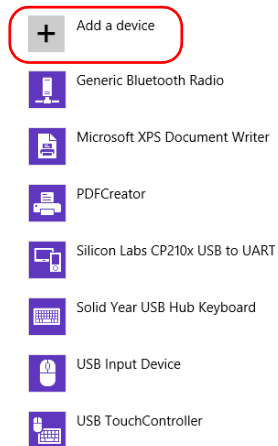 Add a device
Generic Bluetooth Radio
Microsoft XPS Document Writer
PDFCreator
Silicon Labs CP210x USB to UART
Solid Year USB Hub Keyboard
USB Input Device
USB TouchController